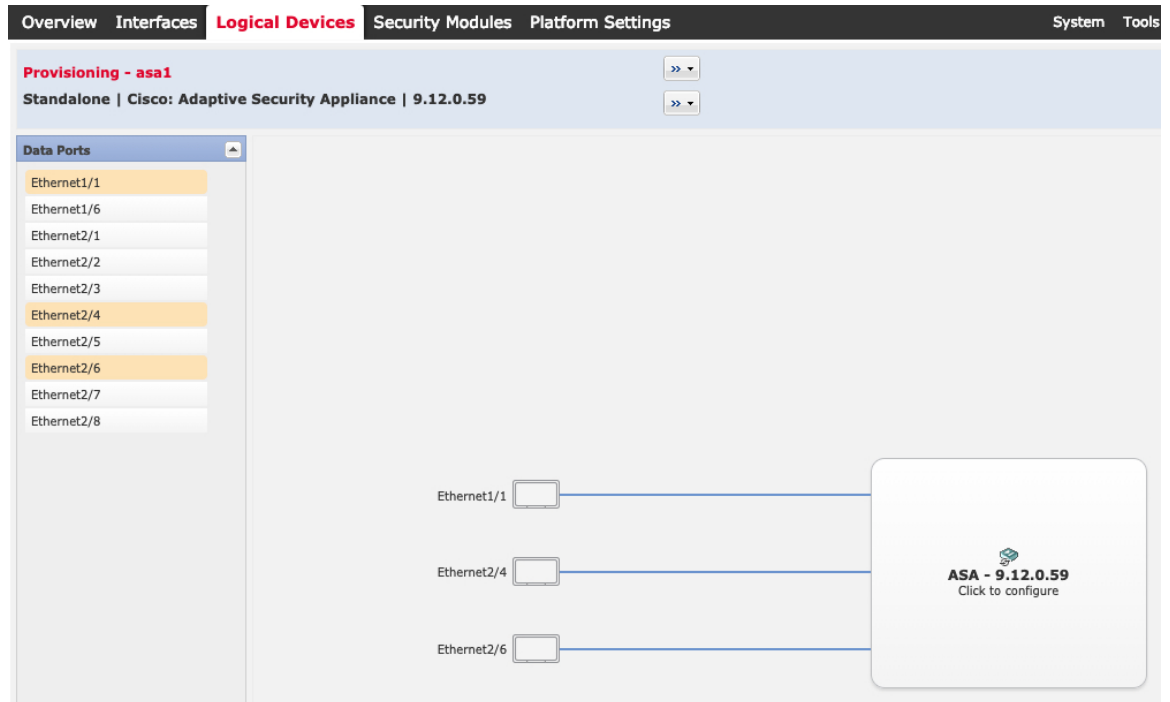 Overview Interfaces Logical Devices Security Modules Platform Settings System Tools
Provisioning - asa1
Standalone | Cisco: Adaptive Security Appliance | 9.12.0.59
Data Ports
Ethernet1/1
Ethernet1/6
Ethernet2/1
Ethernet2/2
Ethernet2/3
Ethernet2/4
Ethernet2/5
Ethernet2/6
Ethernet2/7
Ethernet2/8
Ethernet1/1
Ethernet2/4
Ethernet2/6
ASA - 9.12.0.59
Click to configure